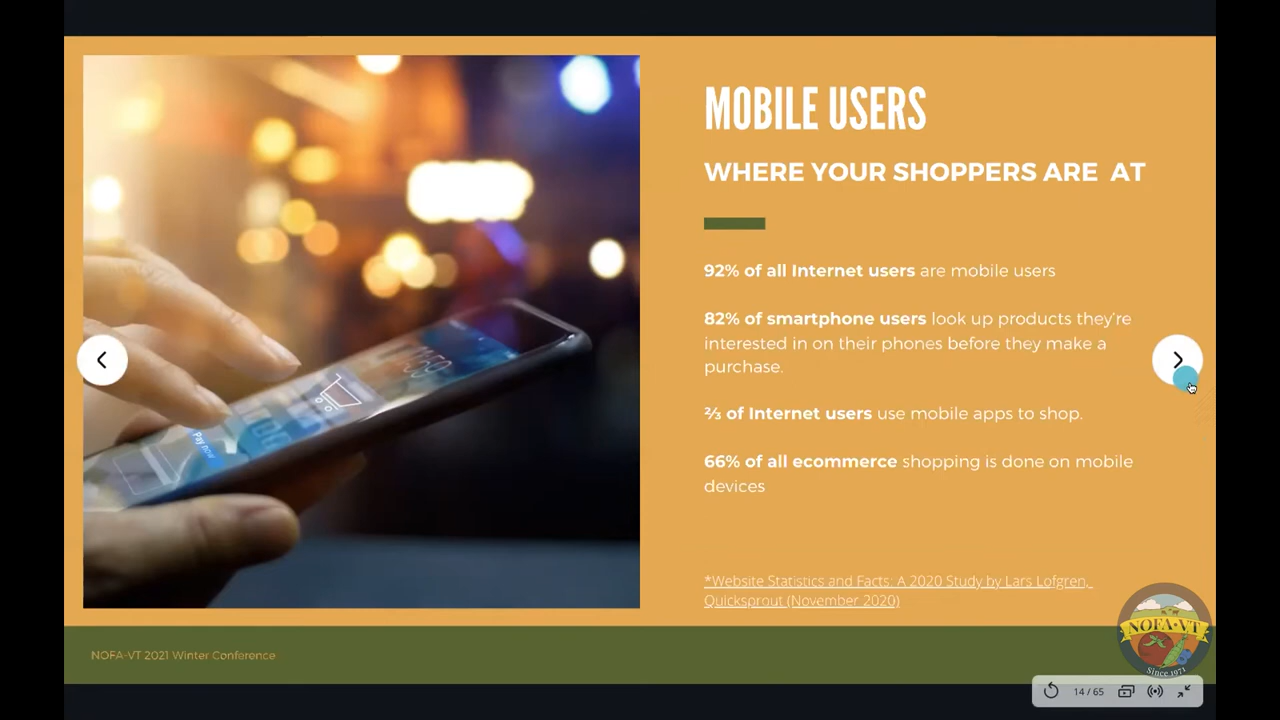 MOBILE USERS
WHERE YOUR SHOPPERS ARE AT
92% of all Internet users are mobile users
82% of smartphone users look up products they're
interested in on their phones before they make a
purchase.
⅔ of Internet users use mobile apps to shop.
66% of all ecommerce shopping is done on mobile
devices
*Website Statistics and Facts: A 2020 Study by Lars Lofgren,
Quicksprout (November 2020)
Pay now
NOFA-VT
Since 1971
NOFA-VT 2021 Winter Conference
14 / 65